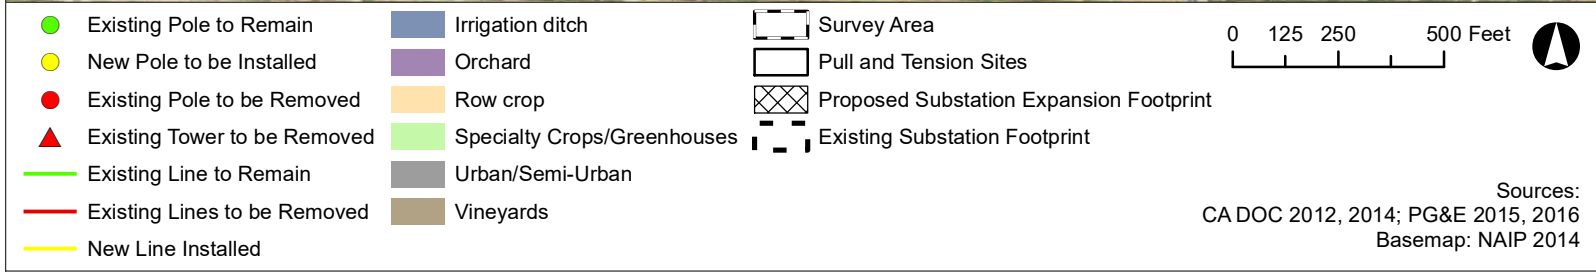 Existing Pole to Remain
New Pole to be Installed
Existing Pole to be Removed
Existing Tower to be Removed
Existing Line to Remain
Existing Lines to be Removed
New Line Installed
Irrigation ditch
Orchard
Row crop
Specialty Crops/Greenhouses
Urban/Semi-Urban
Vineyards
Survey Area
Pull and Tension Sites
Proposed Substation Expansion Footprint
Existing Substation Footprint
0 125 250 500 Feet
Sources:
CA DOC 2012, 2014; PG&E 2015, 2016
Basemap: NAIP 2014